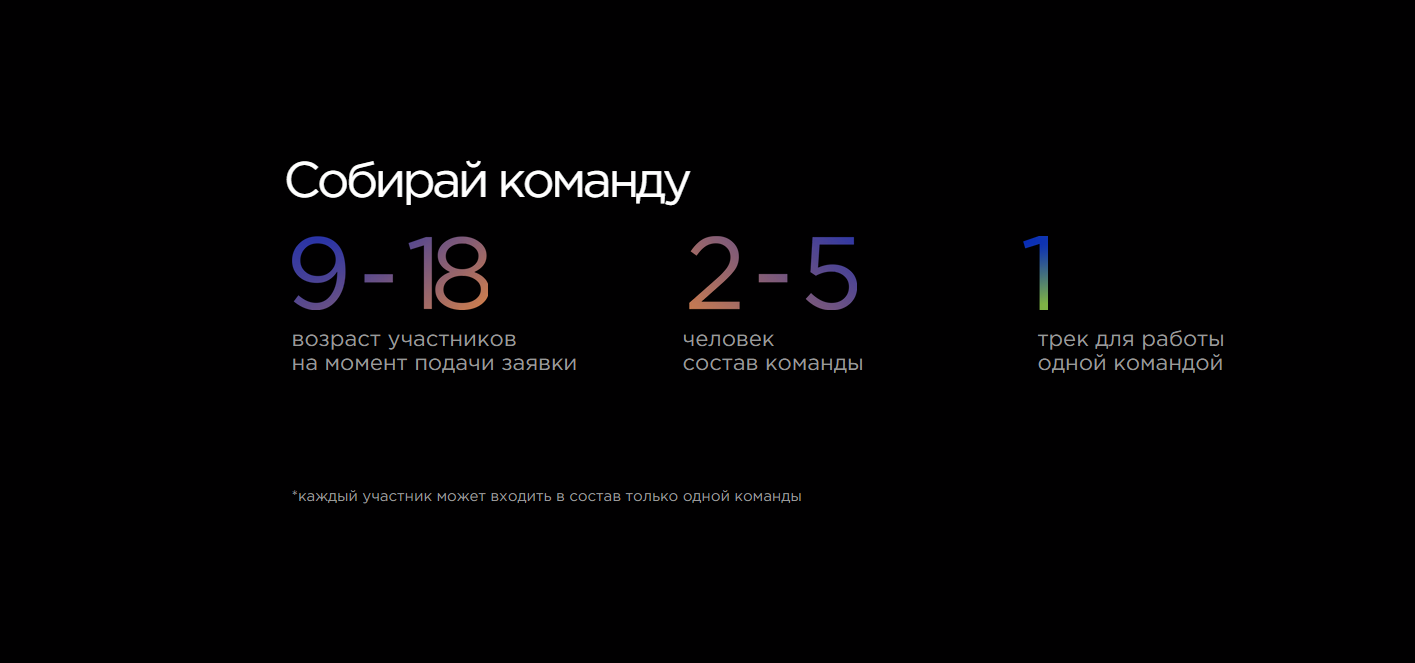 Собирай команду
9-18
возраст участников
на момент подачи заявки
2-5
человек
состав команды
1
трек для работы
одной командой
*каждый участник может входить в состав только одной команды